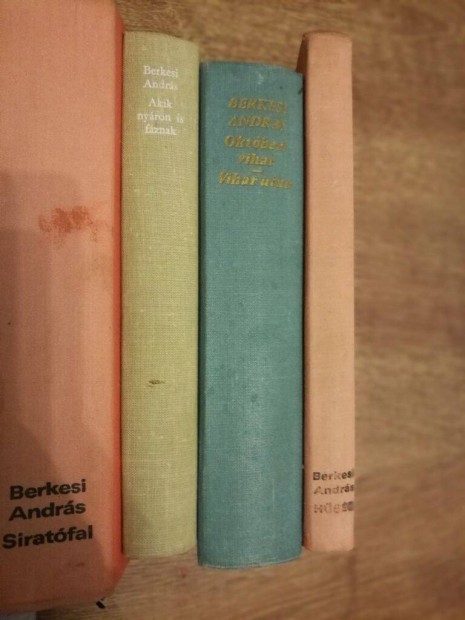 Berkesi
András
Siratófal
Berkesi
András
Akik
nyáron is
fáznak
BERKESI
ANDRÁS
Októberi
vihar
–
Vihar után
Berkesi
András